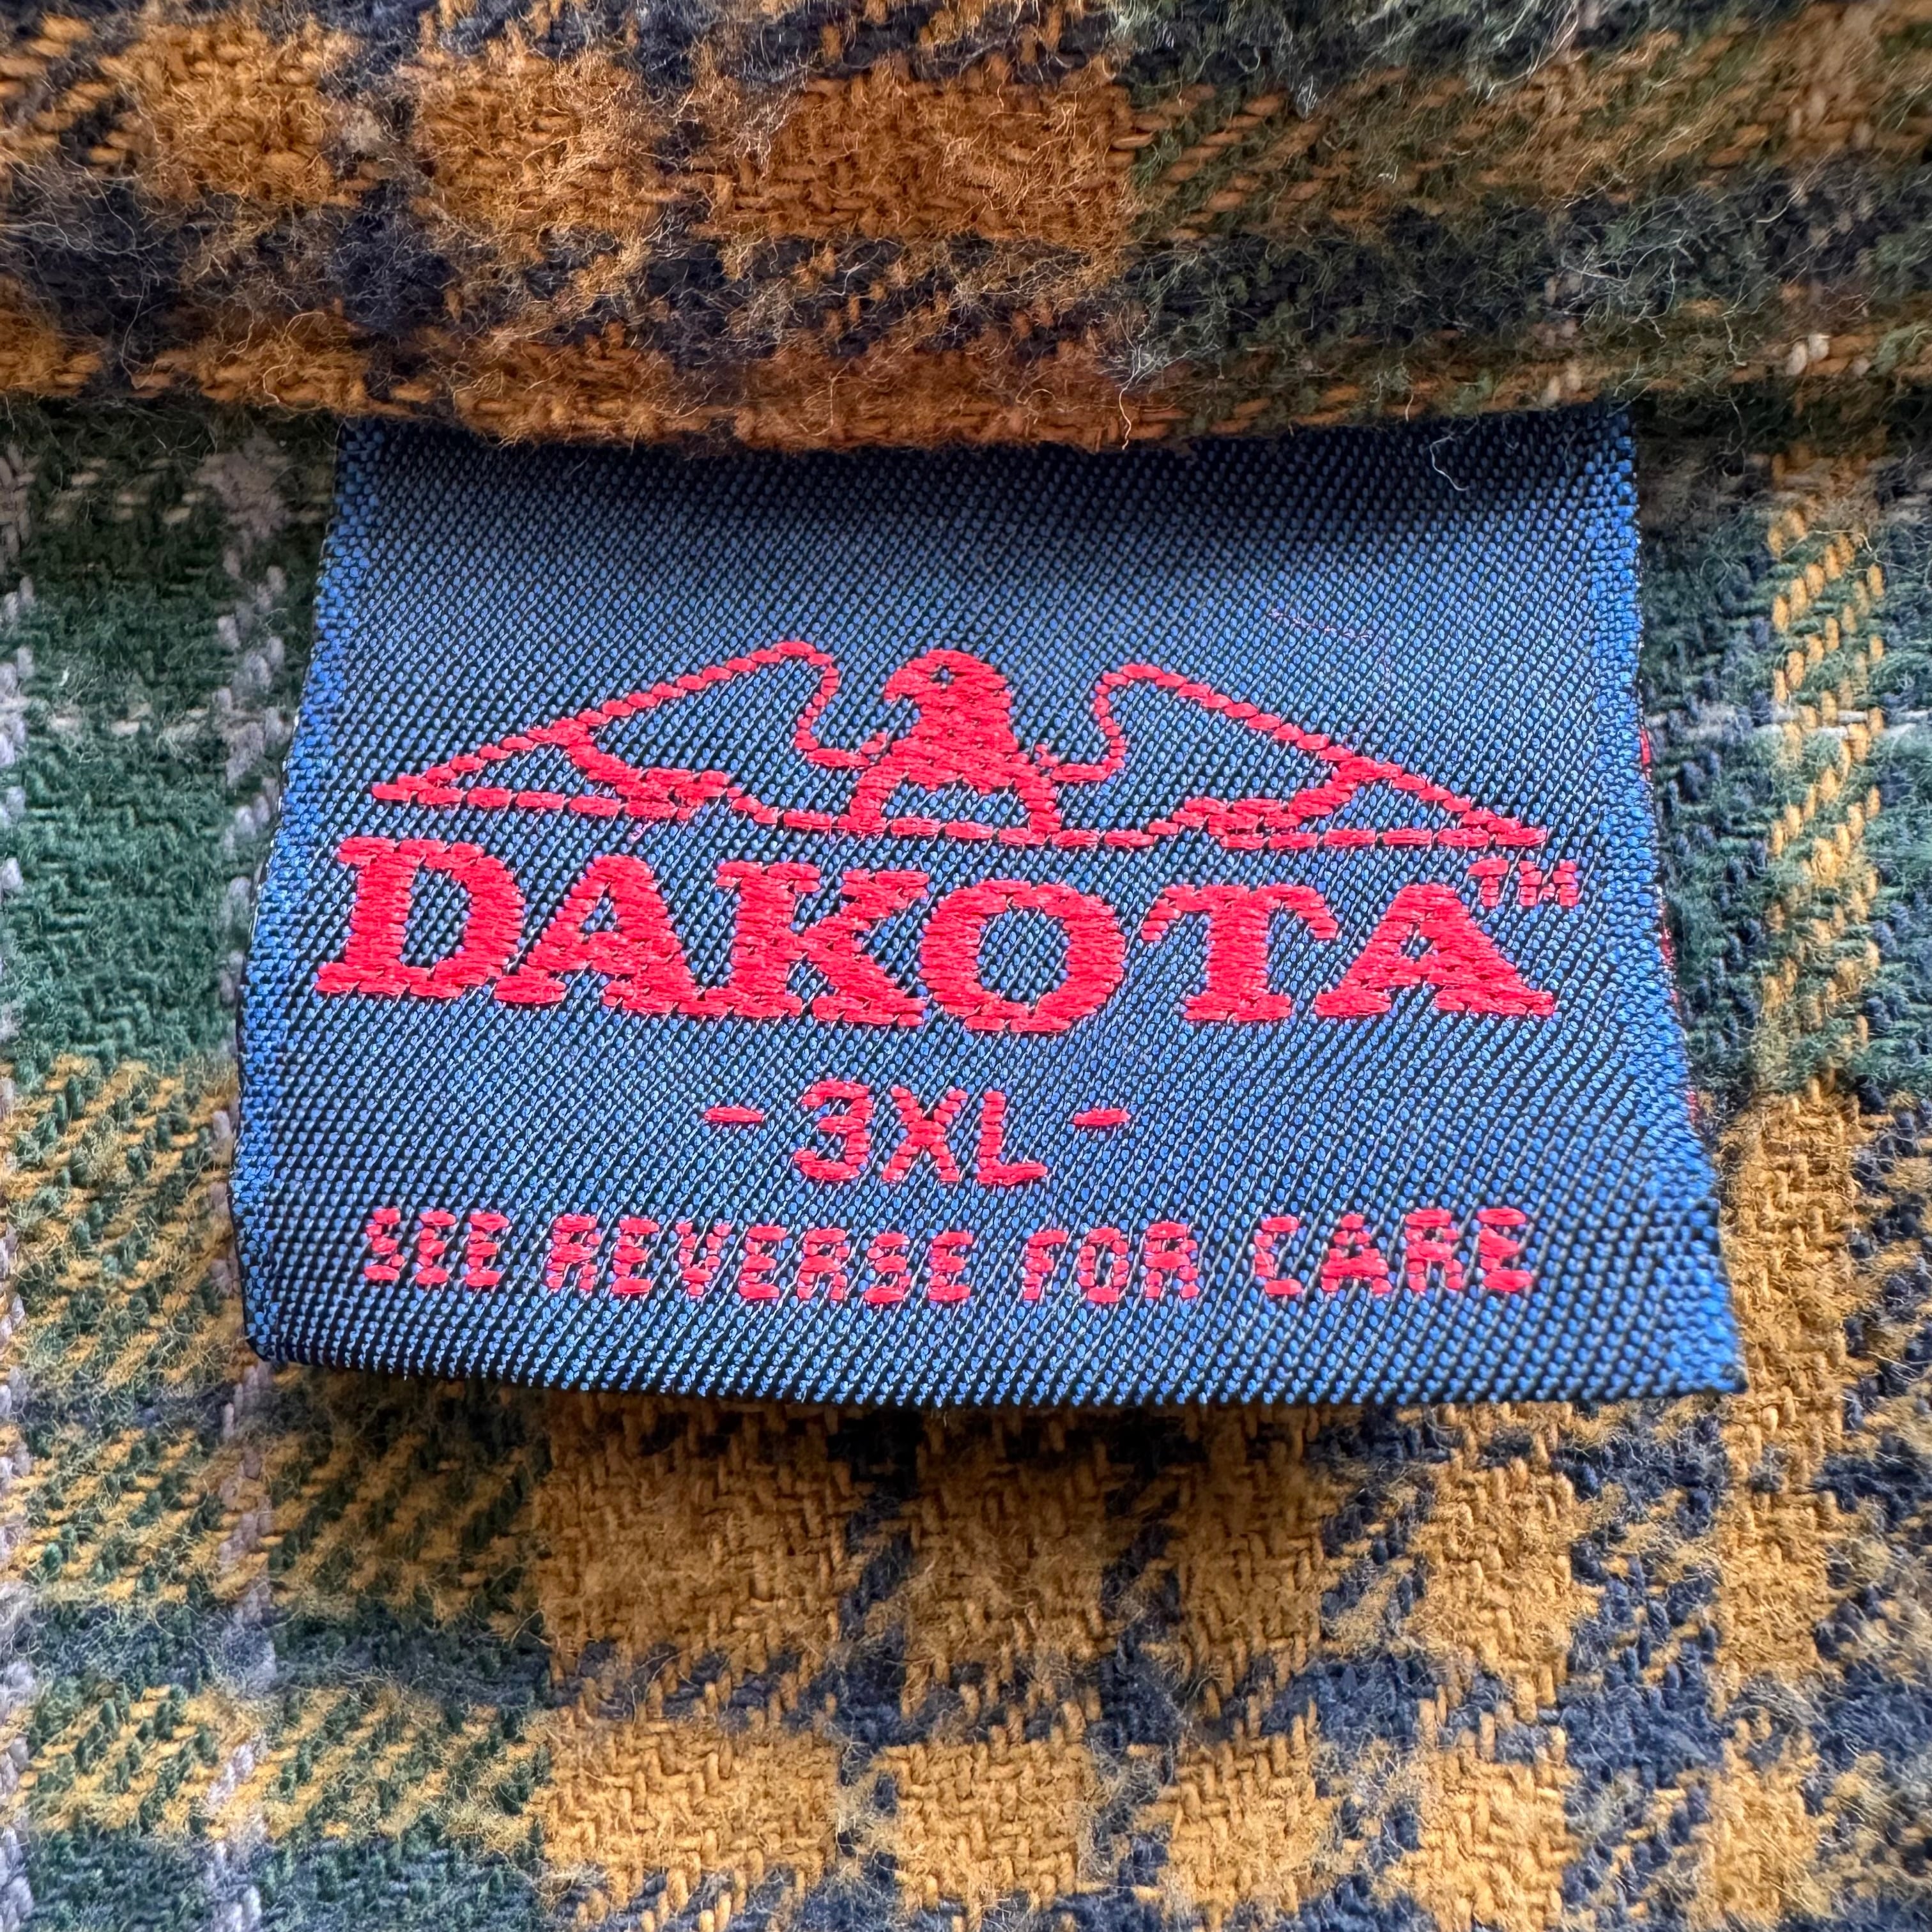 DAKOTA™
- 3XL -
SEE REVERSE FOR CARE